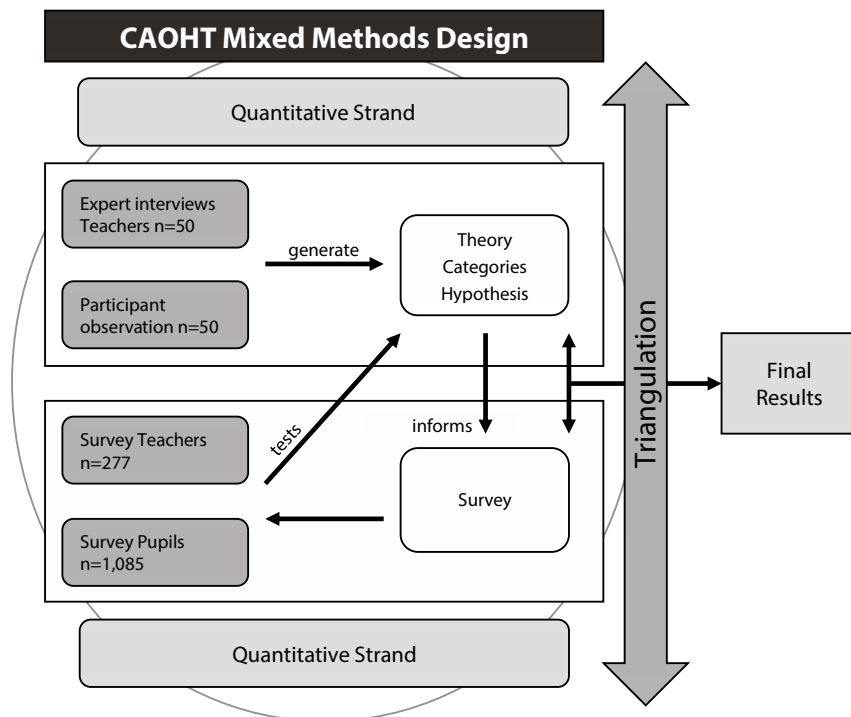 CAOHT Mixed Methods Design
Quantitative Strand
Expert interviews
Teachers n=50
generate
Theory
Categories
Hypothesis
Participant
observation n=50
Triangulation
Final
Results
Survey Teachers
n=277
tests
informs
Survey
Survey Pupils
n=1,085
Quantitative Strand